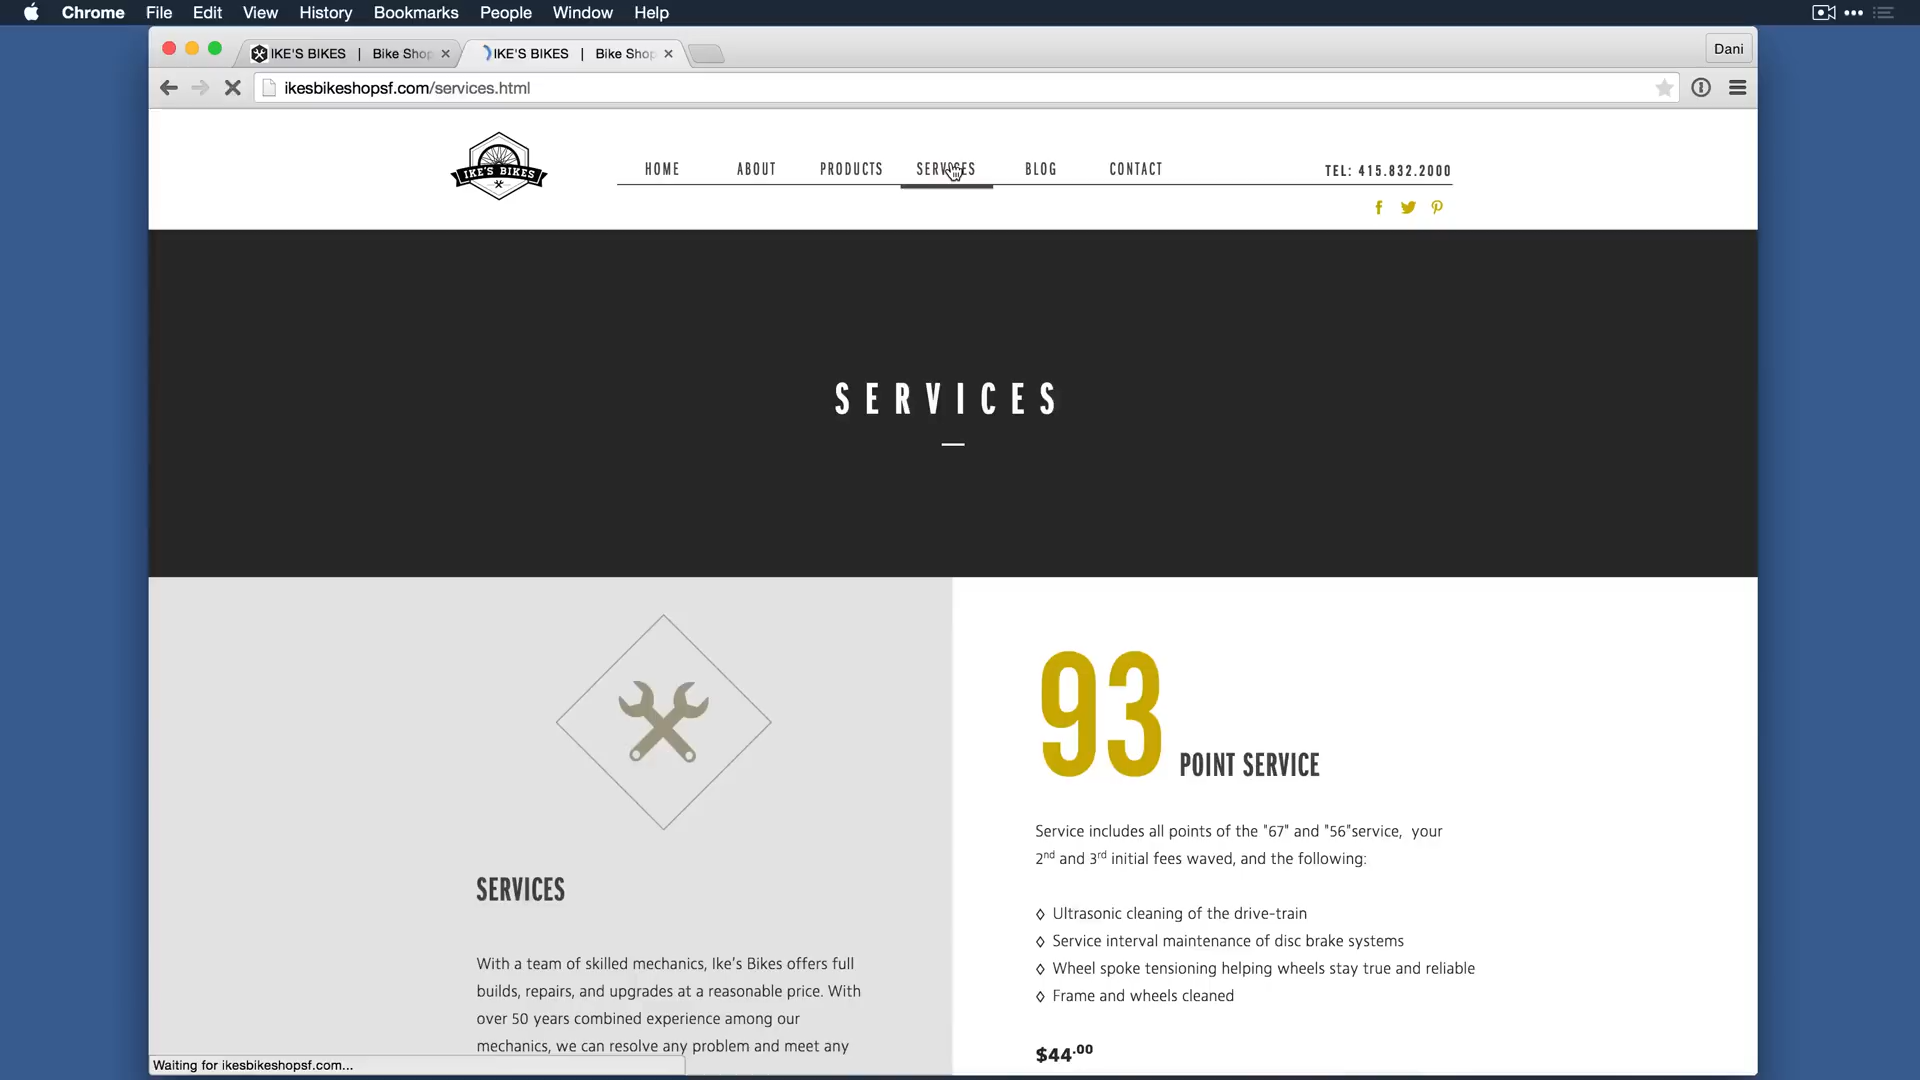 Chrome File Edit View History Bookmarks People Window Help
IKE'S BIKES | Bike Shop
IKE'S BIKES | Bike Shop
Dani
ikesbikeshopsf.com/services.html
IKE'S BIKES
HOME ABOUT PRODUCTS SERVICES BLOG CONTACT
TEL: 415.832.2000
SERVICES
SERVICES
With a team of skilled mechanics, Ike's Bikes offers full
builds, repairs, and upgrades at a reasonable price. With
over 50 years combined experience among our
mechanics, we can resolve any problem and meet any
93 POINT SERVICE
Service includes all points of the "67" and "56"service, your
2nd and 3rd initial fees waved, and the following:
◊ Ultrasonic cleaning of the drive-train
◊ Service interval maintenance of disc brake systems
◊ Wheel spoke tensioning helping wheels stay true and reliable
◊ Frame and wheels cleaned
$44.00
Waiting for ikesbikeshopsf.com...